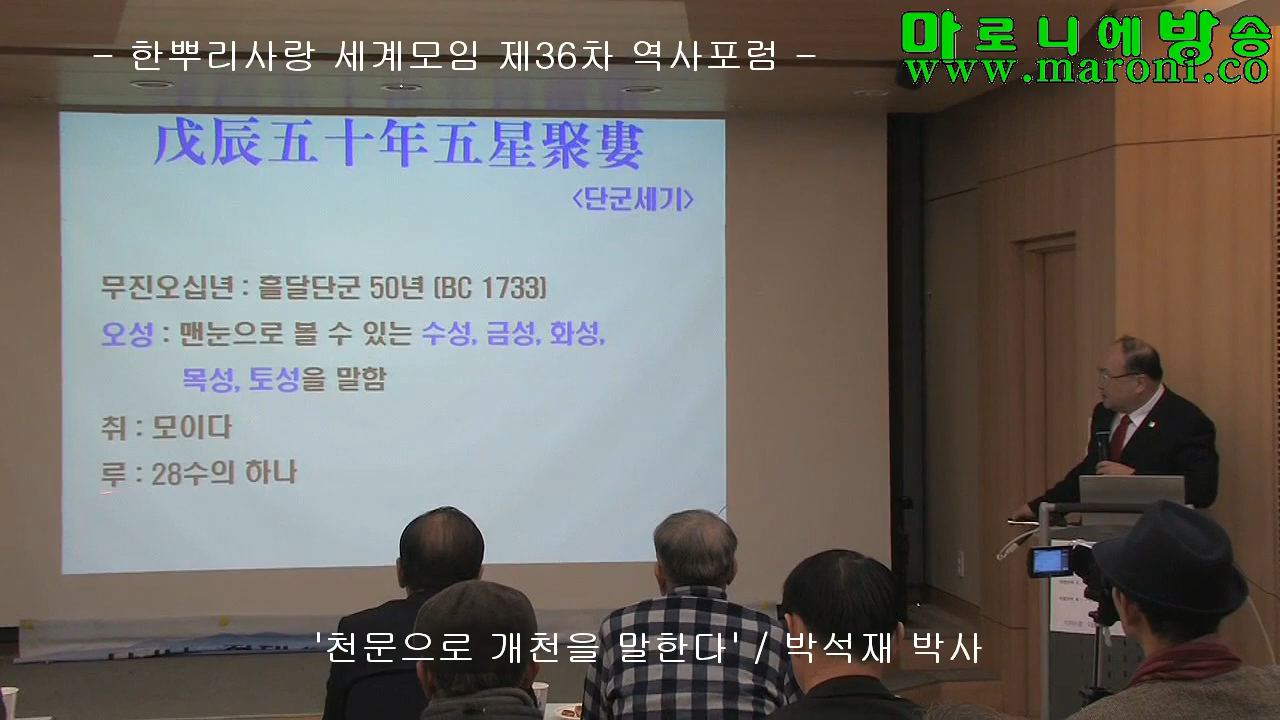 - 한뿌리사랑 세계모임 제36차 역사포럼 -
마로니에방송
www.maroni.co
戊辰五十年五星聚婁
<단군세기>
무진오십년 : 흘달단군 50년 (BC 1733)
오성 : 맨눈으로 볼 수 있는 수성, 금성, 화성,
목성, 토성을 말함
취 : 모이다
루 : 28수의 하나
'천문으로 개천을 말한다' / 박석재 박사